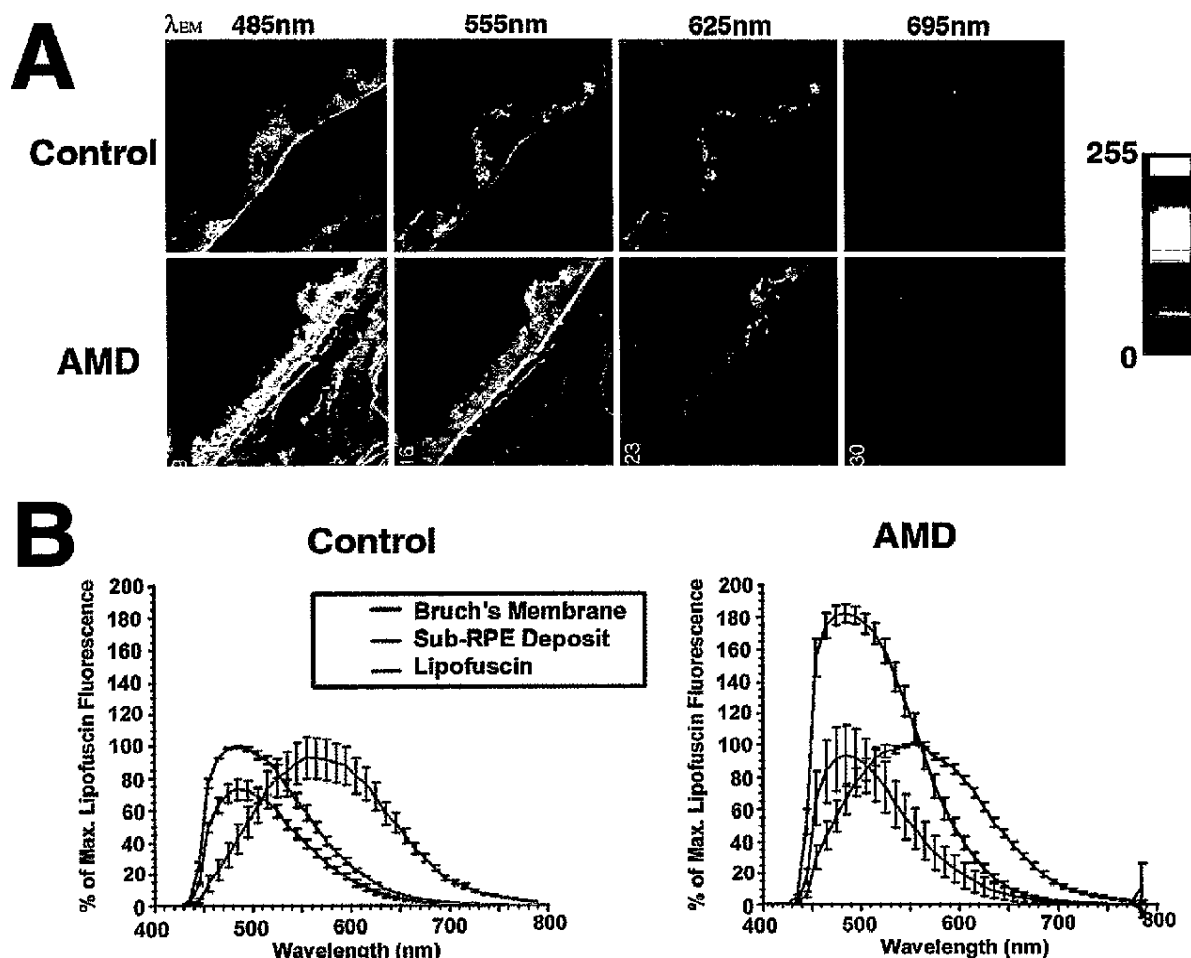 A
λEM 485nm 555nm 625nm 695nm
Control
AMD
255
0
16
23
30
B
Control
AMD
% of Max. Lipofuscin Fluorescence
200
180
160
140
120
100
80
60
40
20
0
400 500 600 700 800
Wavelength (nm)
Bruch's Membrane
Sub-RPE Deposit
Lipofuscin
% of Max. Lipofuscin Fluorescence
200
180
160
140
120
100
80
60
40
20
0
400 500 600 700 800
Wavelength (nm)